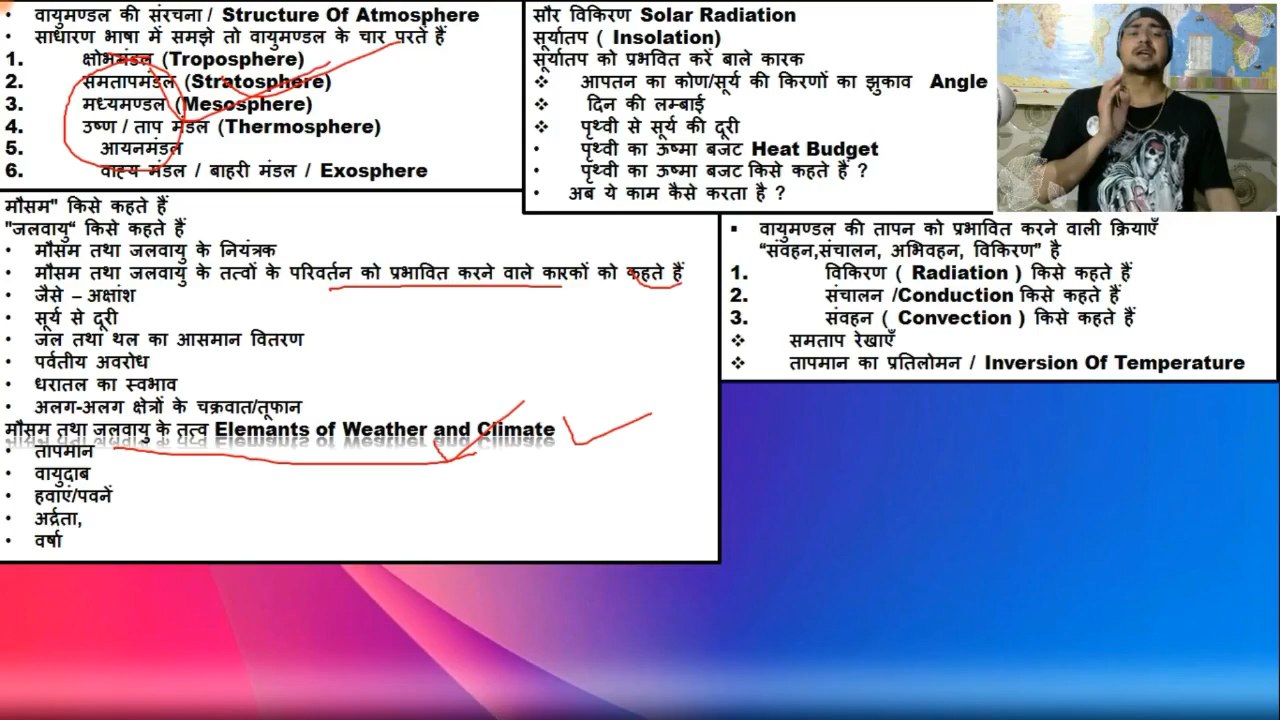 वायुमण्डल की संरचना / Structure Of Atmosphere
• साधारण भाषा में समझे तो वायुमण्डल के चार परते हैं
1. क्षोभमंडल (Troposphere)
2. समतापमंडल (Stratosphere)
3. मध्यमण्डल (Mesosphere)
4. उष्ण / ताप मंडल (Thermosphere)
5. आयनमंडल
6. वाह्य मंडल / बाहरी मंडल / Exosphere
सौर विकिरण Solar Radiation
सूर्यातप ( Insolation)
सूर्यातप को प्रभवित करें बाले कारक
❖ आपतन का कोण/सूर्य की किरणों का झुकाव Angle
❖ दिन की लम्बाई
❖ पृथ्वी से सूर्य की दूरी
• पृथ्वी का ऊष्मा बजट Heat Budget
• पृथ्वी का ऊष्मा बजट किसे कहते हैं ?
• अब ये काम कैसे करता है ?
मौसम" किसे कहते हैं
"जलवायु“ किसे कहते हैं
• मौसम तथा जलवायु के नियंत्रक
• मौसम तथा जलवायु के तत्वों के परिवर्तन को प्रभावित करने वाले कारकों को कहते हैं
• जैसे – अक्षांश
• सूर्य से दूरी
• जल तथा थल का आसमान वितरण
• पर्वतीय अवरोध
• धरातल का स्वभाव
• अलग-अलग क्षेत्रों के चक्रवात/तूफान
मौसम तथा जलवायु के तत्व Elemants of Weather and Climate
• तापमान
• वायुदाब
• हवाएं/पवनें
• अर्द्रता,
• वर्षा
▪ वायुमण्डल की तापन को प्रभावित करने वाली क्रियाएँ
“संवहन,संचालन, अभिवहन, विकिरण” है
1. विकिरण ( Radiation ) किसे कहते हैं
2. संचालन /Conduction किसे कहते हैं
3. संवहन ( Convection ) किसे कहते हैं
❖ समताप रेखाएँ
❖ तापमान का प्रतिलोमन / Inversion Of Temperature